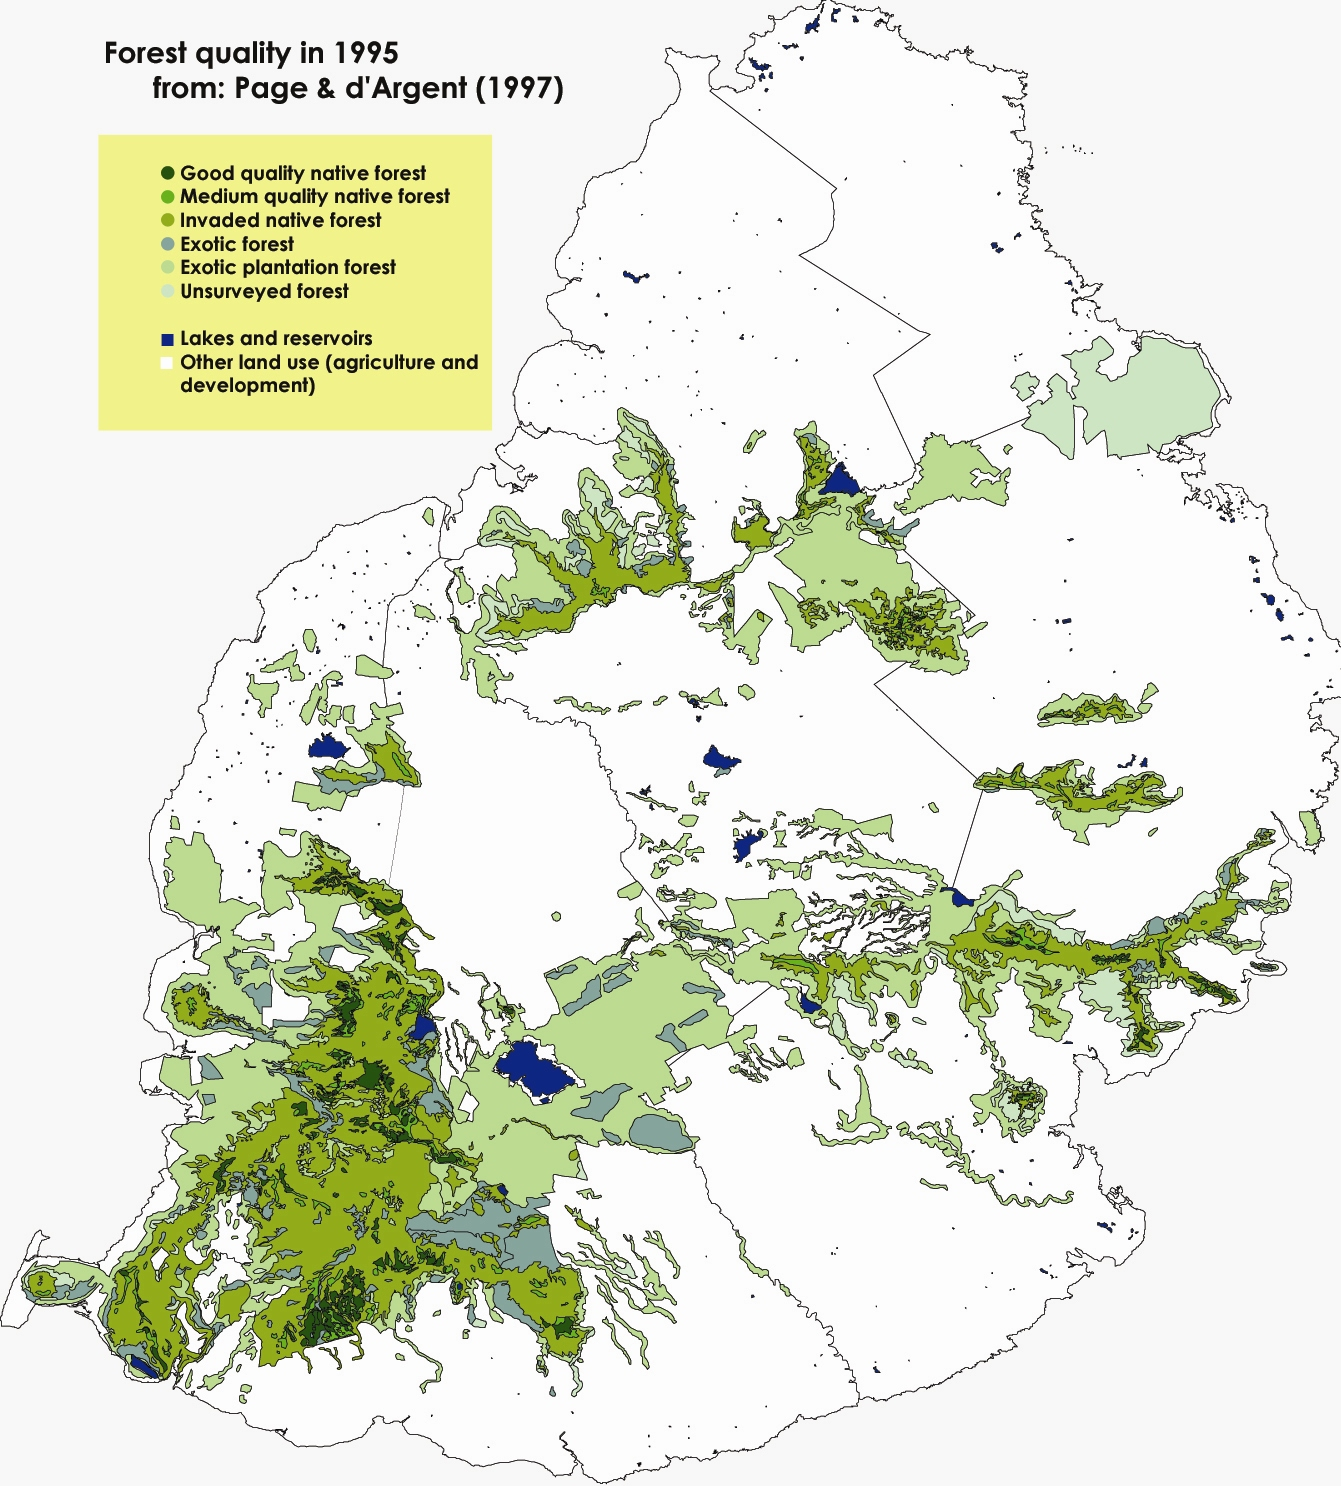 Forest quality in 1995
from: Page & d'Argent (1997)
Good quality native forest
Medium quality native forest
Invaded native forest
Exotic forest
Exotic plantation forest
Unsurveyed forest
Lakes and reservoirs
Other land use (agriculture and
development)